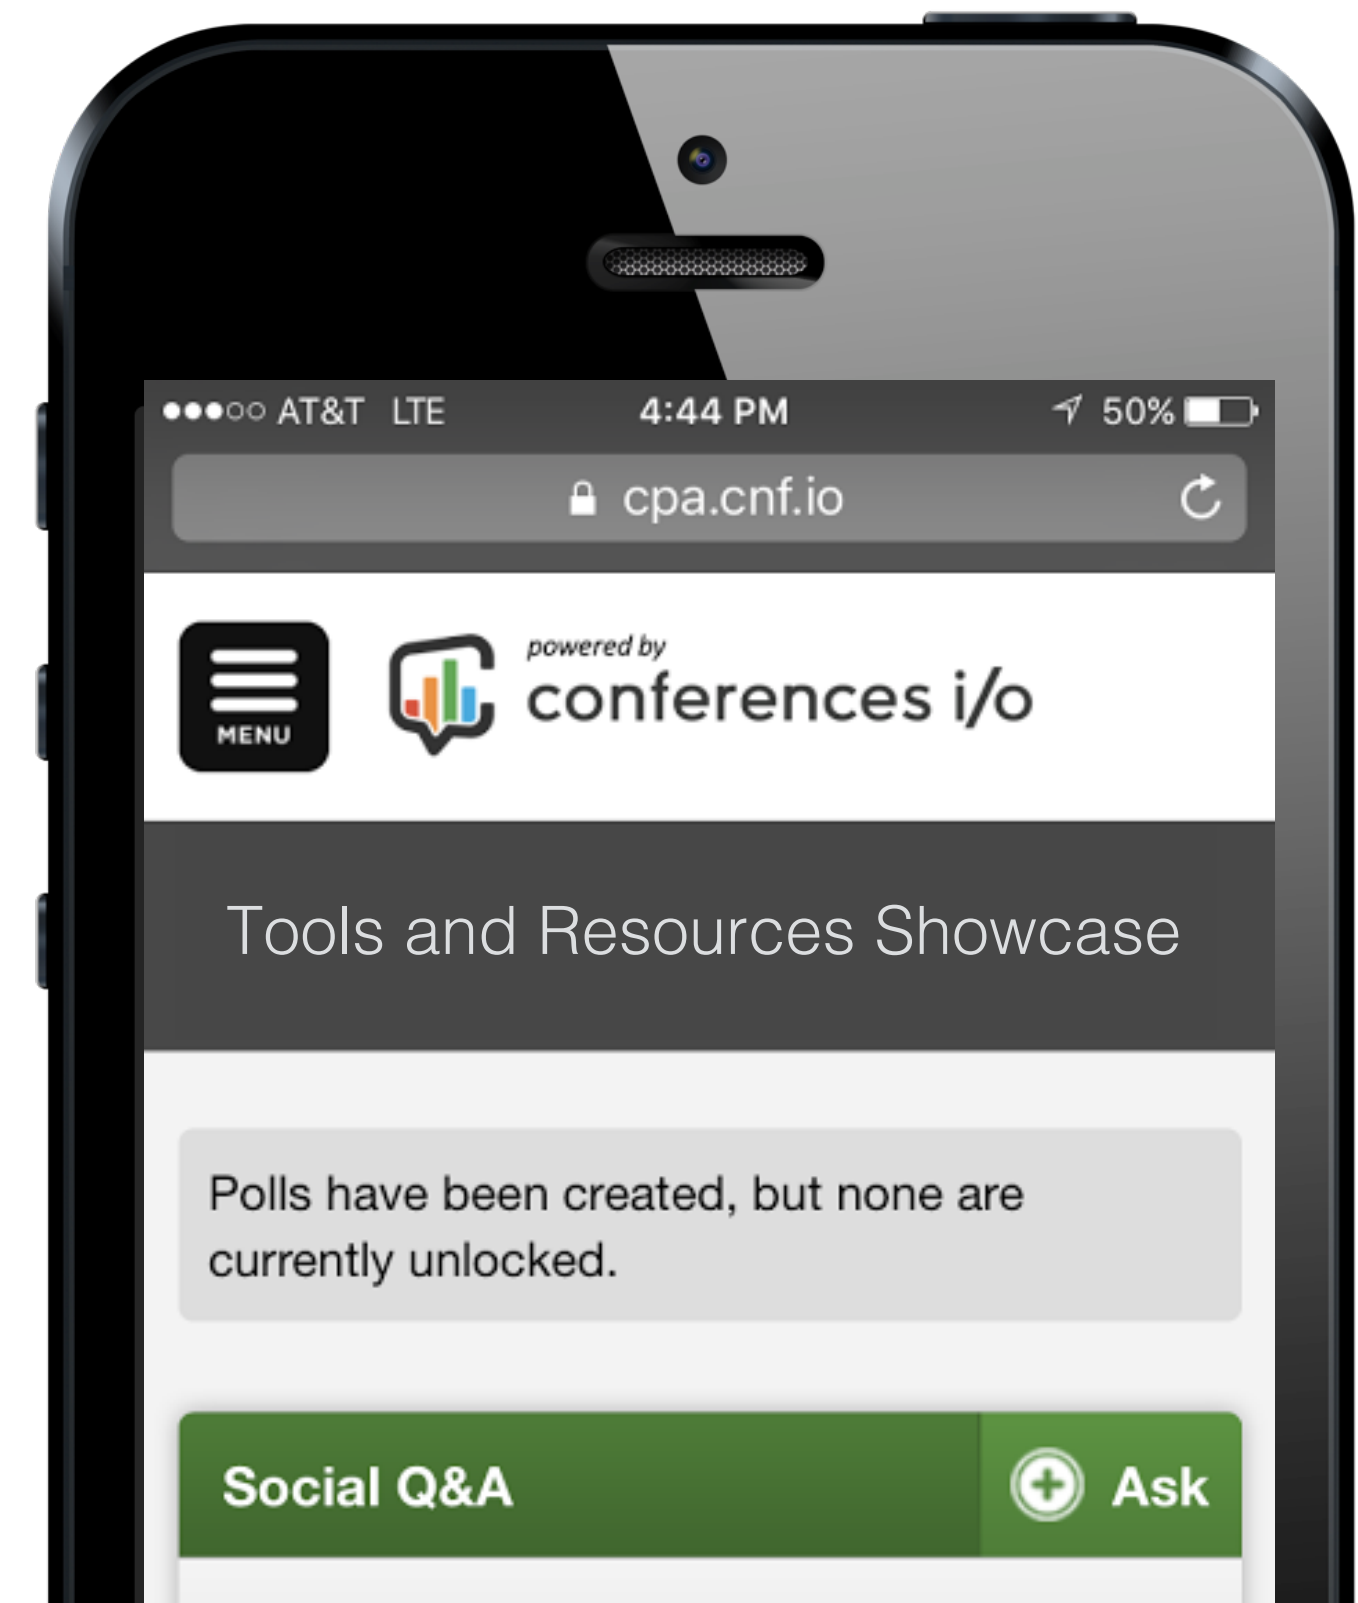 AT&T LTE 4:44 PM 50%
cpa.cnf.io
MENU
powered by
conferences i/o
Tools and Resources Showcase
Polls have been created, but none are
currently unlocked.
Social Q&A Ask